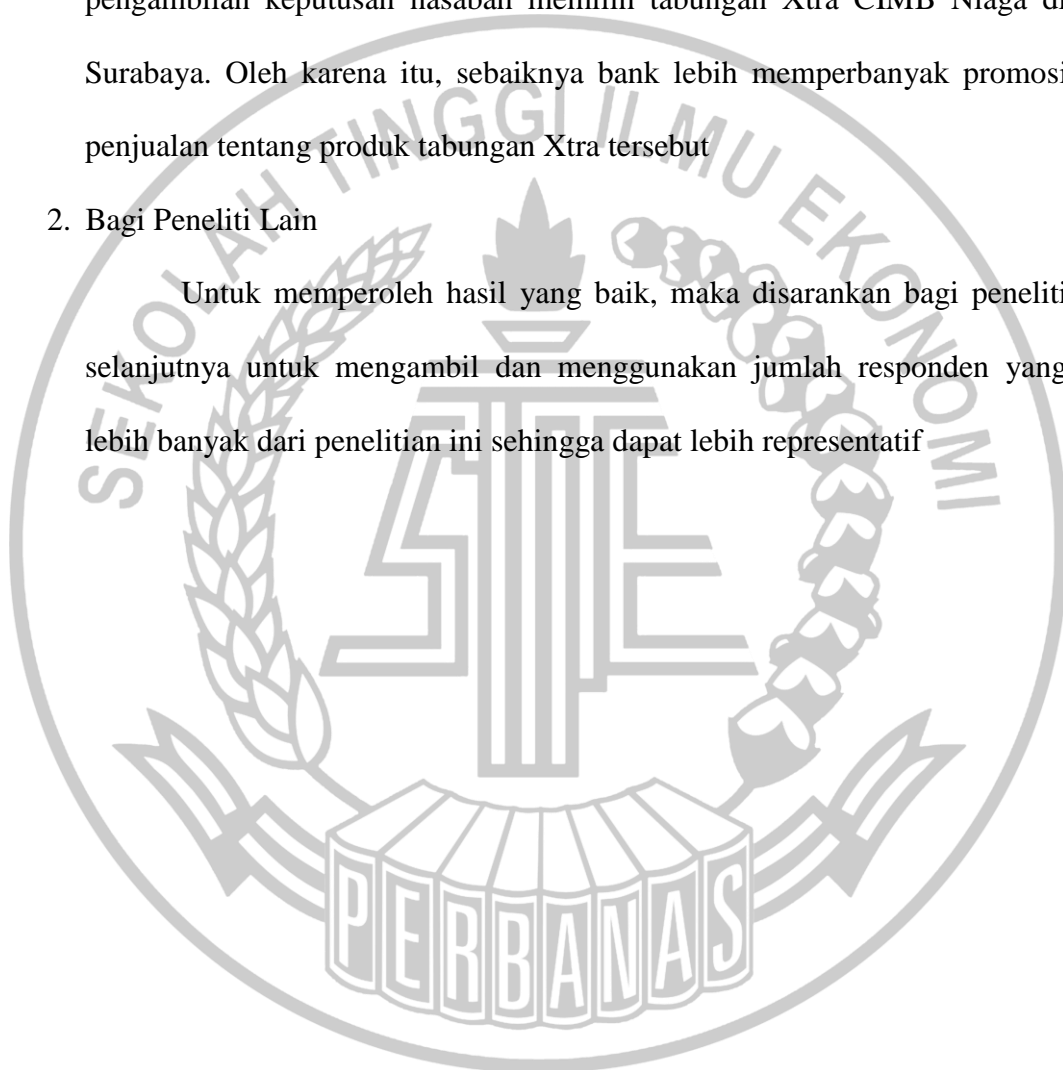 pengambilan keputusan nasabah memilih tabungan Xtra CIMB Niaga di
Surabaya. Oleh karena itu, sebaiknya bank lebih memperbanyak promosi
penjualan tentang produk tabungan Xtra tersebut
2. Bagi Peneliti Lain
Untuk memperoleh hasil yang baik, maka disarankan bagi peneliti
selanjutnya untuk mengambil dan menggunakan jumlah responden yang
lebih banyak dari penelitian ini sehingga dapat lebih representatif
SEKOLAH TINGGI ILMU EKONOMI
STIE
PERBANAS